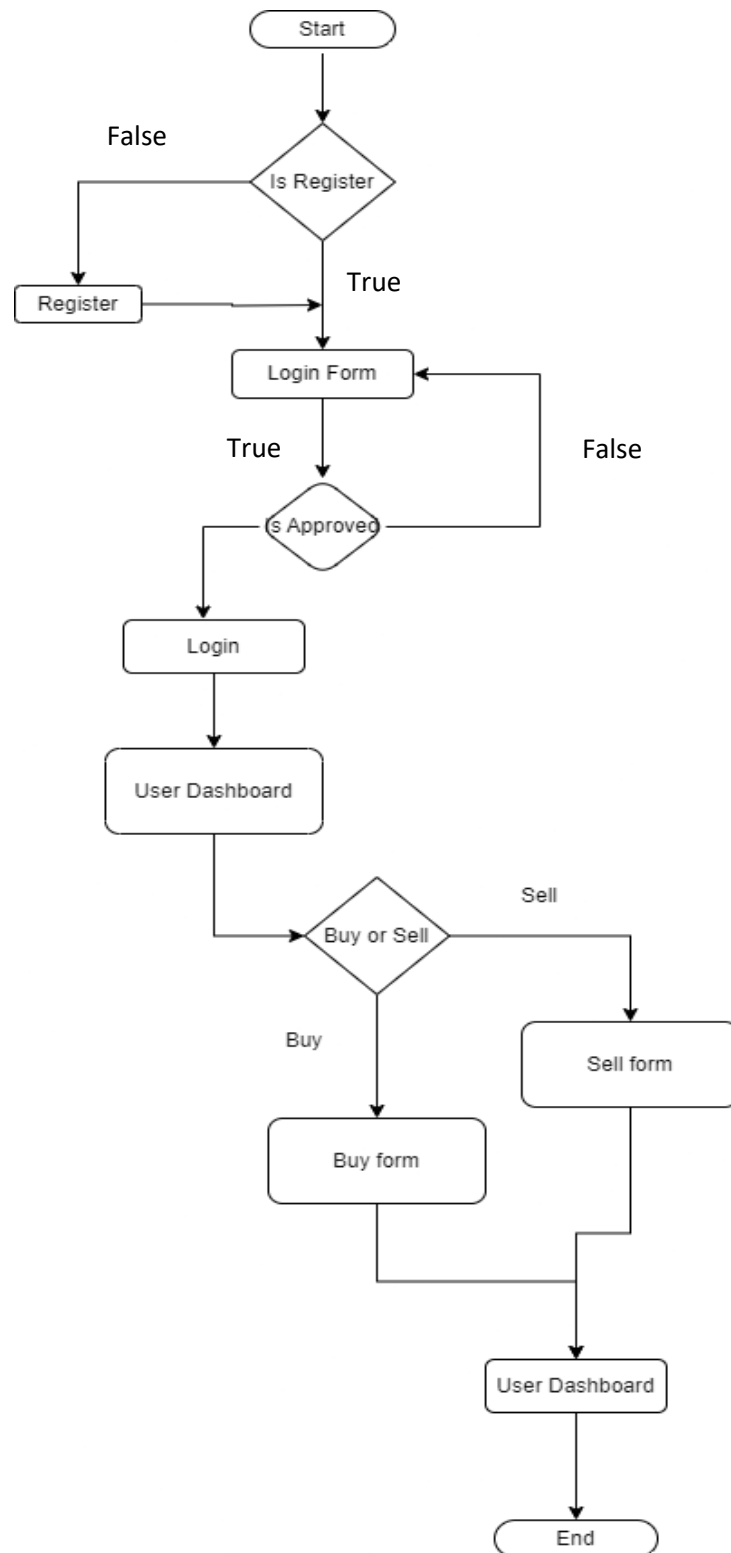 Start
False
Is Register
True
Register
Login Form
True
False
Is Approved
Login
User Dashboard
Sell
Buy or Sell
Buy
Sell form
Buy form
User Dashboard
End